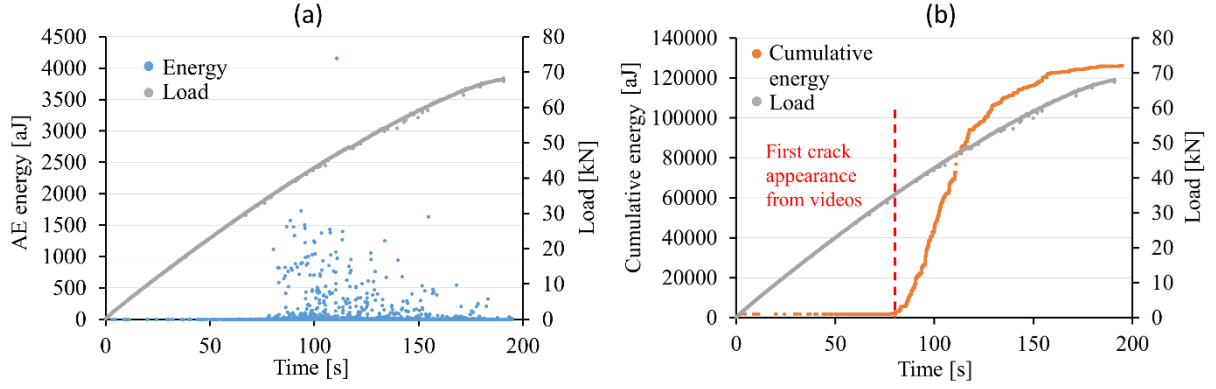 (a)
4500
4000
3500
3000
2500
2000
1500
1000
500
0
AE energy [aJ]
Energy
Load
80
70
60
50
40
30
20
10
0
Load [kN]
0
50
100
150
200
Time [s]
(b)
140000
120000
100000
80000
60000
40000
20000
0
Cumulative energy [aJ]
Cumulative
energy
Load
First crack
appearance
from videos
80
70
60
50
40
30
20
10
0
Load [kN]
0
50
100
150
200
Time [s]